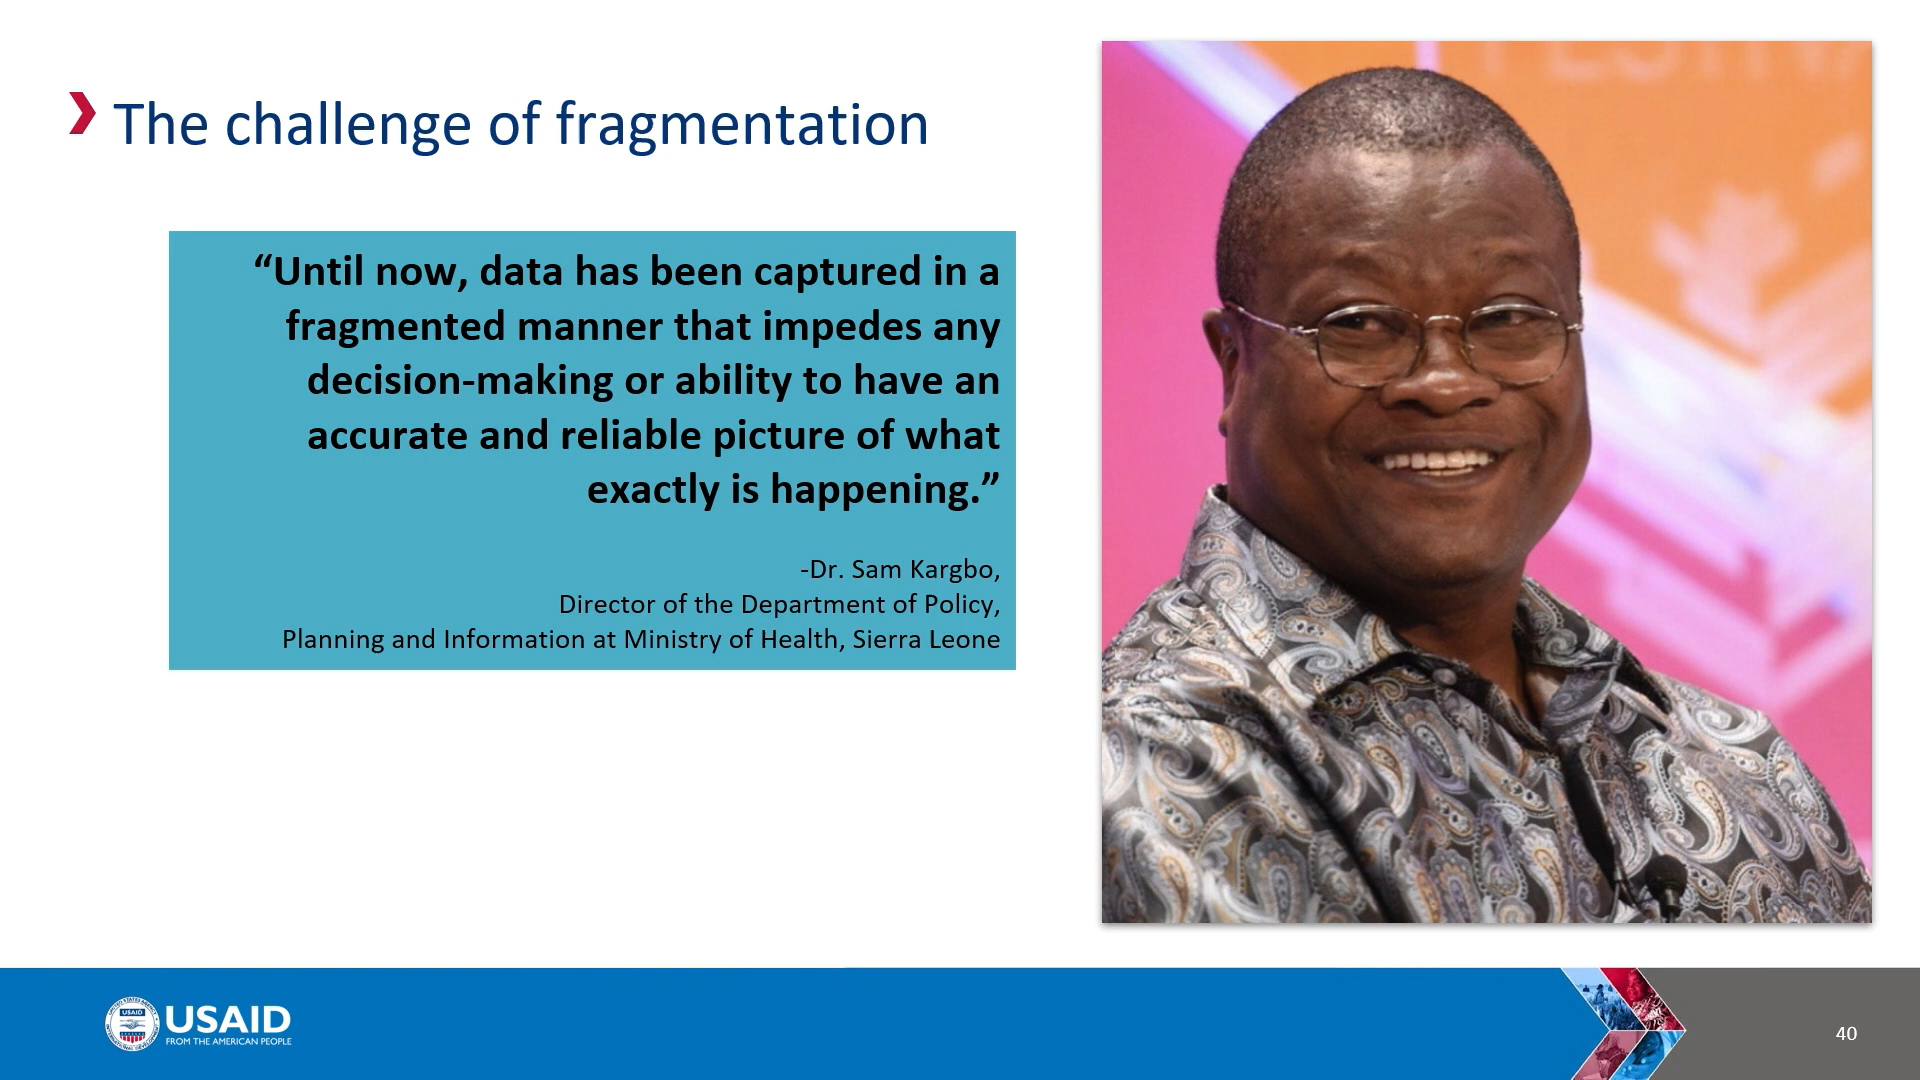 The challenge of fragmentation
“Until now, data has been captured in a
fragmented manner that impedes any
decision-making or ability to have an
accurate and reliable picture of what
exactly is happening.”
-Dr. Sam Kargbo,
Director of the Department of Policy,
Planning and Information at Ministry of Health, Sierra Leone
USAID
USAID
FROM THE AMERICAN PEOPLE
40